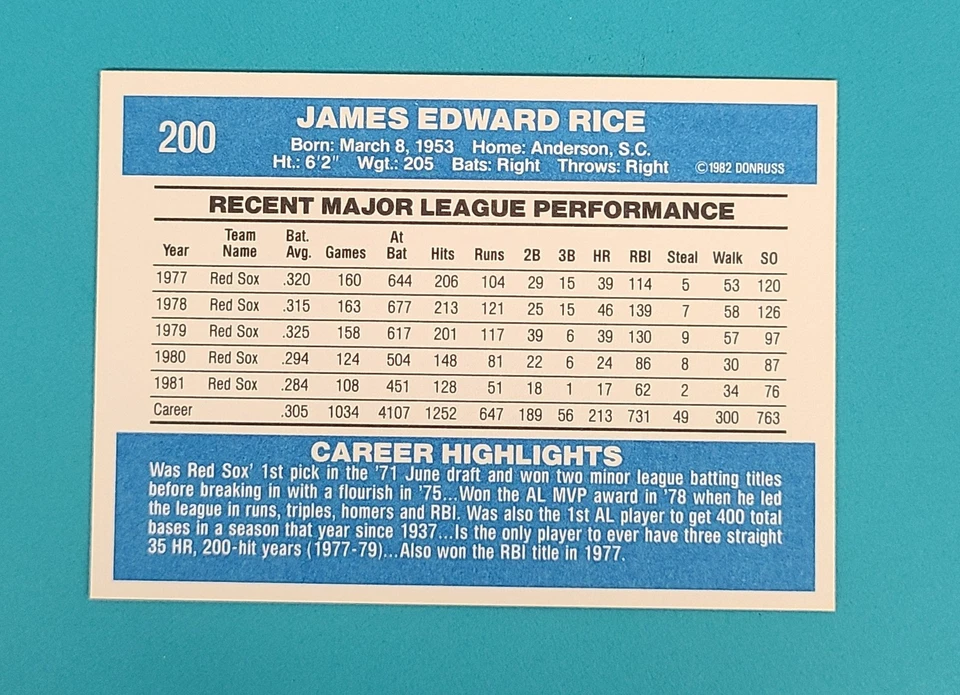 200
JAMES EDWARD RICE
Born: March 8, 1953 Home: Anderson, S.C.
Ht.: 6'2" Wgt.: 205 Bats: Right Throws: Right ©1982 DONRUSS
RECENT MAJOR LEAGUE PERFORMANCE
Year Team Name Bat. Avg. Games At Bat Hits Runs 2B 3B HR RBI Steal Walk SO
1977 Red Sox .320 160 644 206 104 29 15 39 114 5 53 120
1978 Red Sox .315 163 677 213 121 25 15 46 139 7 58 126
1979 Red Sox .325 158 617 201 117 39 6 39 130 9 57 97
1980 Red Sox .294 124 504 148 81 22 6 24 86 8 30 87
1981 Red Sox .284 108 451 128 51 18 1 17 62 2 34 76
Career .305 1034 4107 1252 647 189 56 213 731 49 300 763
CAREER HIGHLIGHTS
Was Red Sox' 1st pick in the '71 June draft and won two minor league batting titles
before breaking in with a flourish in '75...Won the AL MVP award in '78 when he led
the league in runs, triples, homers and RBI. Was also the 1st AL player to get 400 total
bases in a season that year since 1937...Is the only player to ever have three straight
35 HR, 200-hit years (1977-79)...Also won the RBI title in 1977.